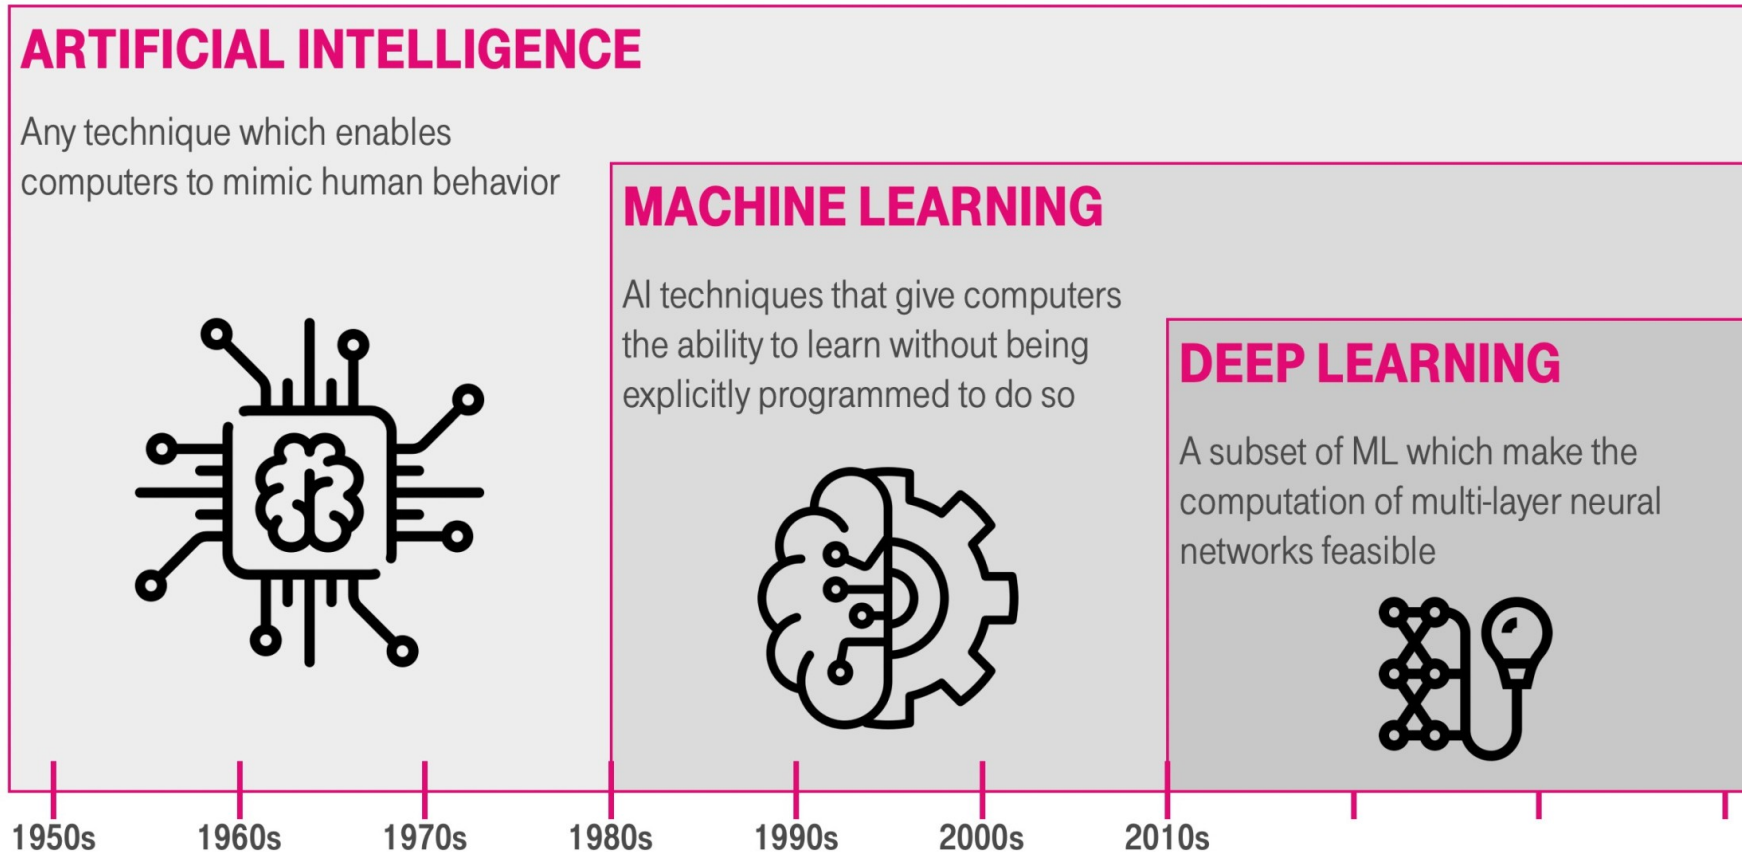 ARTIFICIAL INTELLIGENCE
Any technique which enables
computers to mimic human behavior
MACHINE LEARNING
AI techniques that give computers
the ability to learn without being
explicitly programmed to do so
DEEP LEARNING
A subset of ML which make the
computation of multi-layer neural
networks feasible
1950s 1960s 1970s 1980s 1990s 2000s 2010s